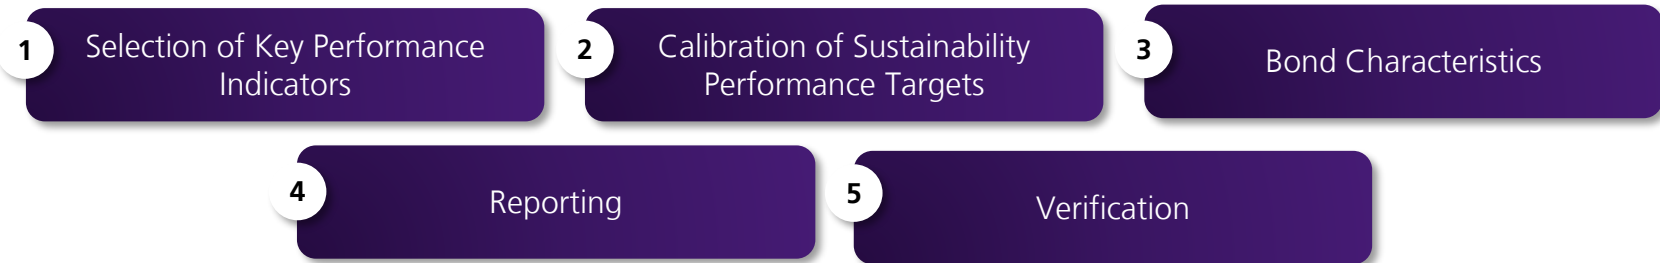 1
Selection of Key Performance
Indicators
2
Calibration of Sustainability
Performance Targets
3
Bond Characteristics
4
Reporting
5
Verification